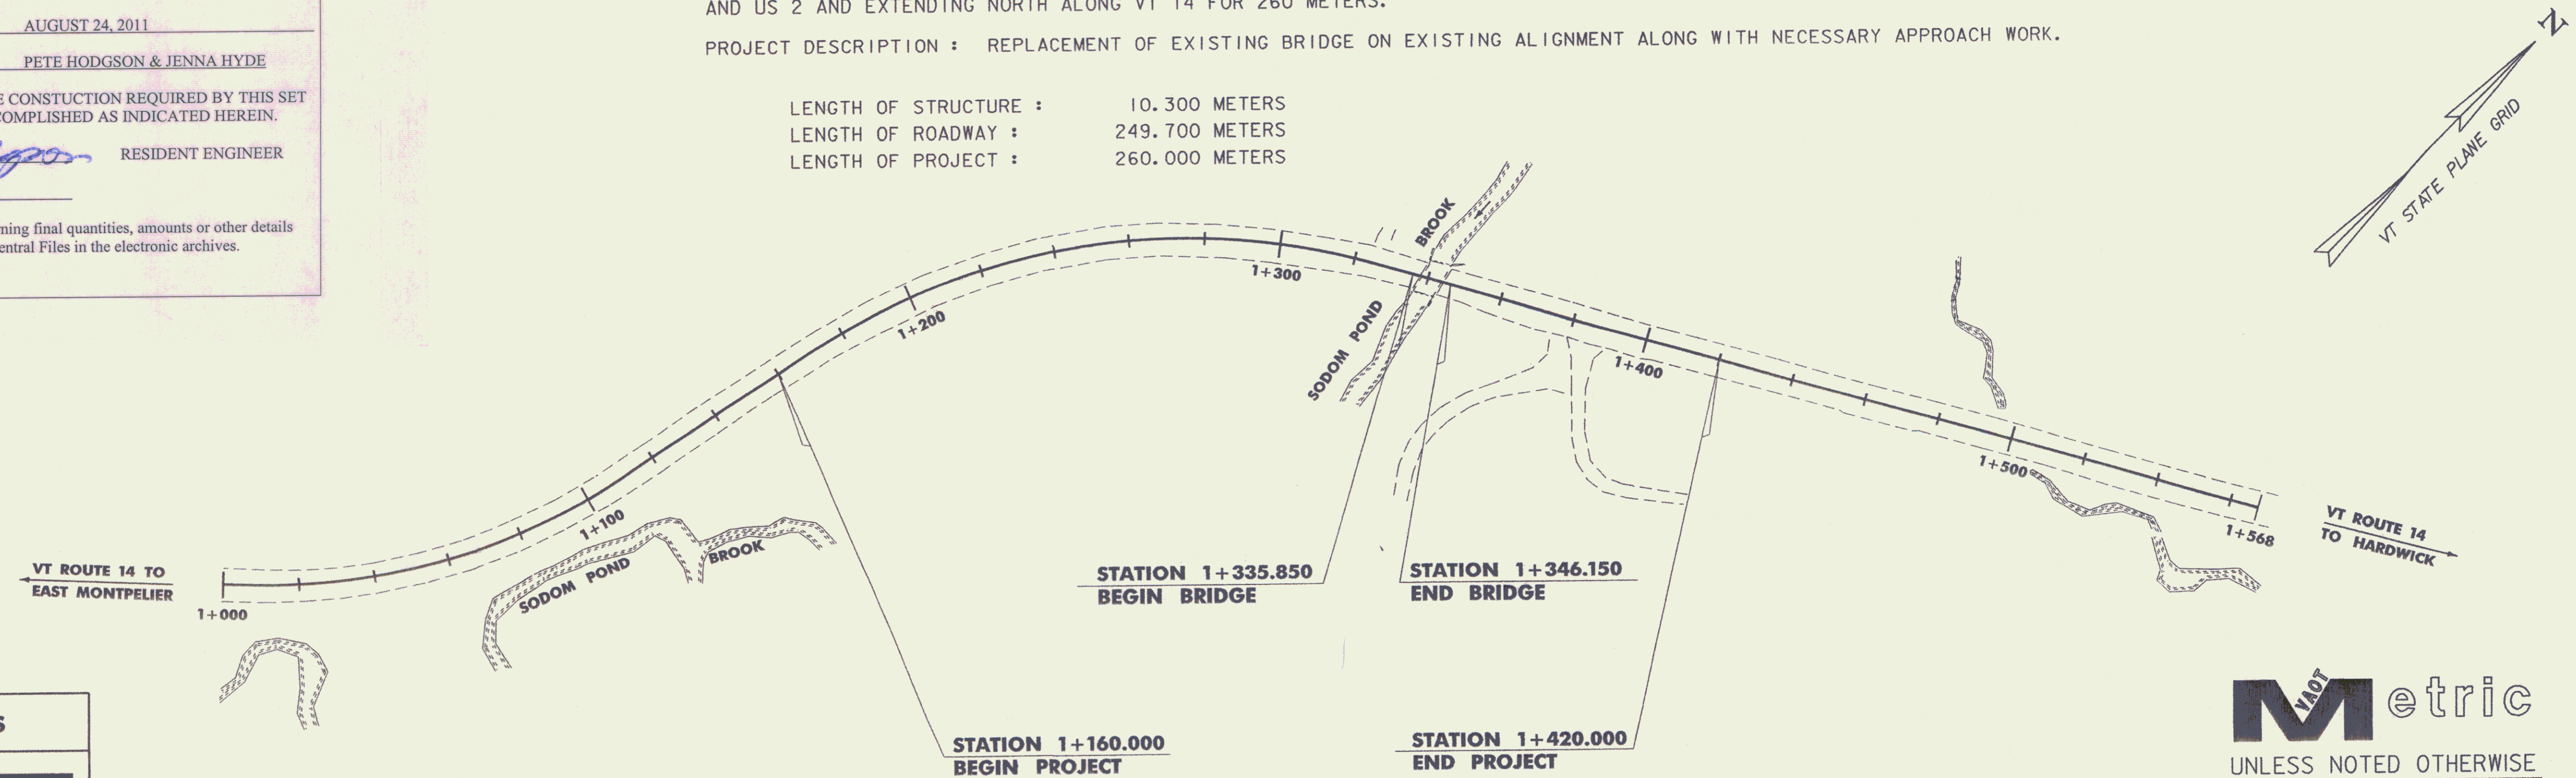 AUGUST 24, 2011
PETE HODGSON & JENNA HYDE
CONSTUCTION REQUIRED BY THIS SET
AS INDICATED HEREIN.
RESIDENT ENGINEER
final quantities, amounts or other details
Files in the electronic archives.
AND US 2 AND EXTENDING NORTH ALONG VT 14 FOR 260 METERS.
PROJECT DESCRIPTION : REPLACEMENT OF EXISTING BRIDGE ON EXISTING ALIGNMENT ALONG WITH NECESSARY APPROACH WORK.
LENGTH OF STRUCTURE : 10.300 METERS
LENGTH OF ROADWAY : 249.700 METERS
LENGTH OF PROJECT : 260.000 METERS
N
VT STATE PLANE GRID
SODOM POND BROOK
1+000
1+100
1+200
1+300
1+400
1+500
1+568
SODOM POND BROOK
VT ROUTE 14 TO
EAST MONTPELIER
VT ROUTE 14
TO HARDWICK
STATION 1+335.850
BEGIN BRIDGE
STATION 1+346.150
END BRIDGE
STATION 1+160.000
BEGIN PROJECT
STATION 1+420.000
END PROJECT
VAOT
Metric
UNLESS NOTED OTHERWISE